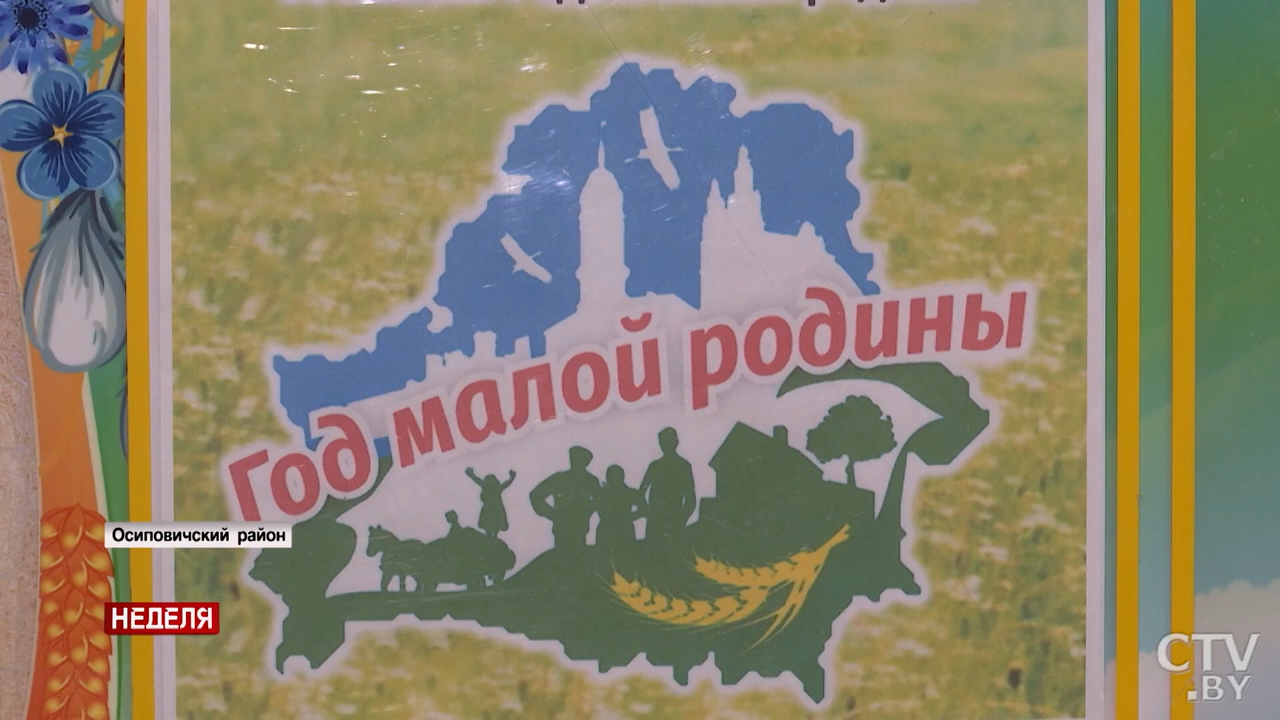 Год малой родины
Осиповичский район
НЕДЕЛЯ
CTV
.BY